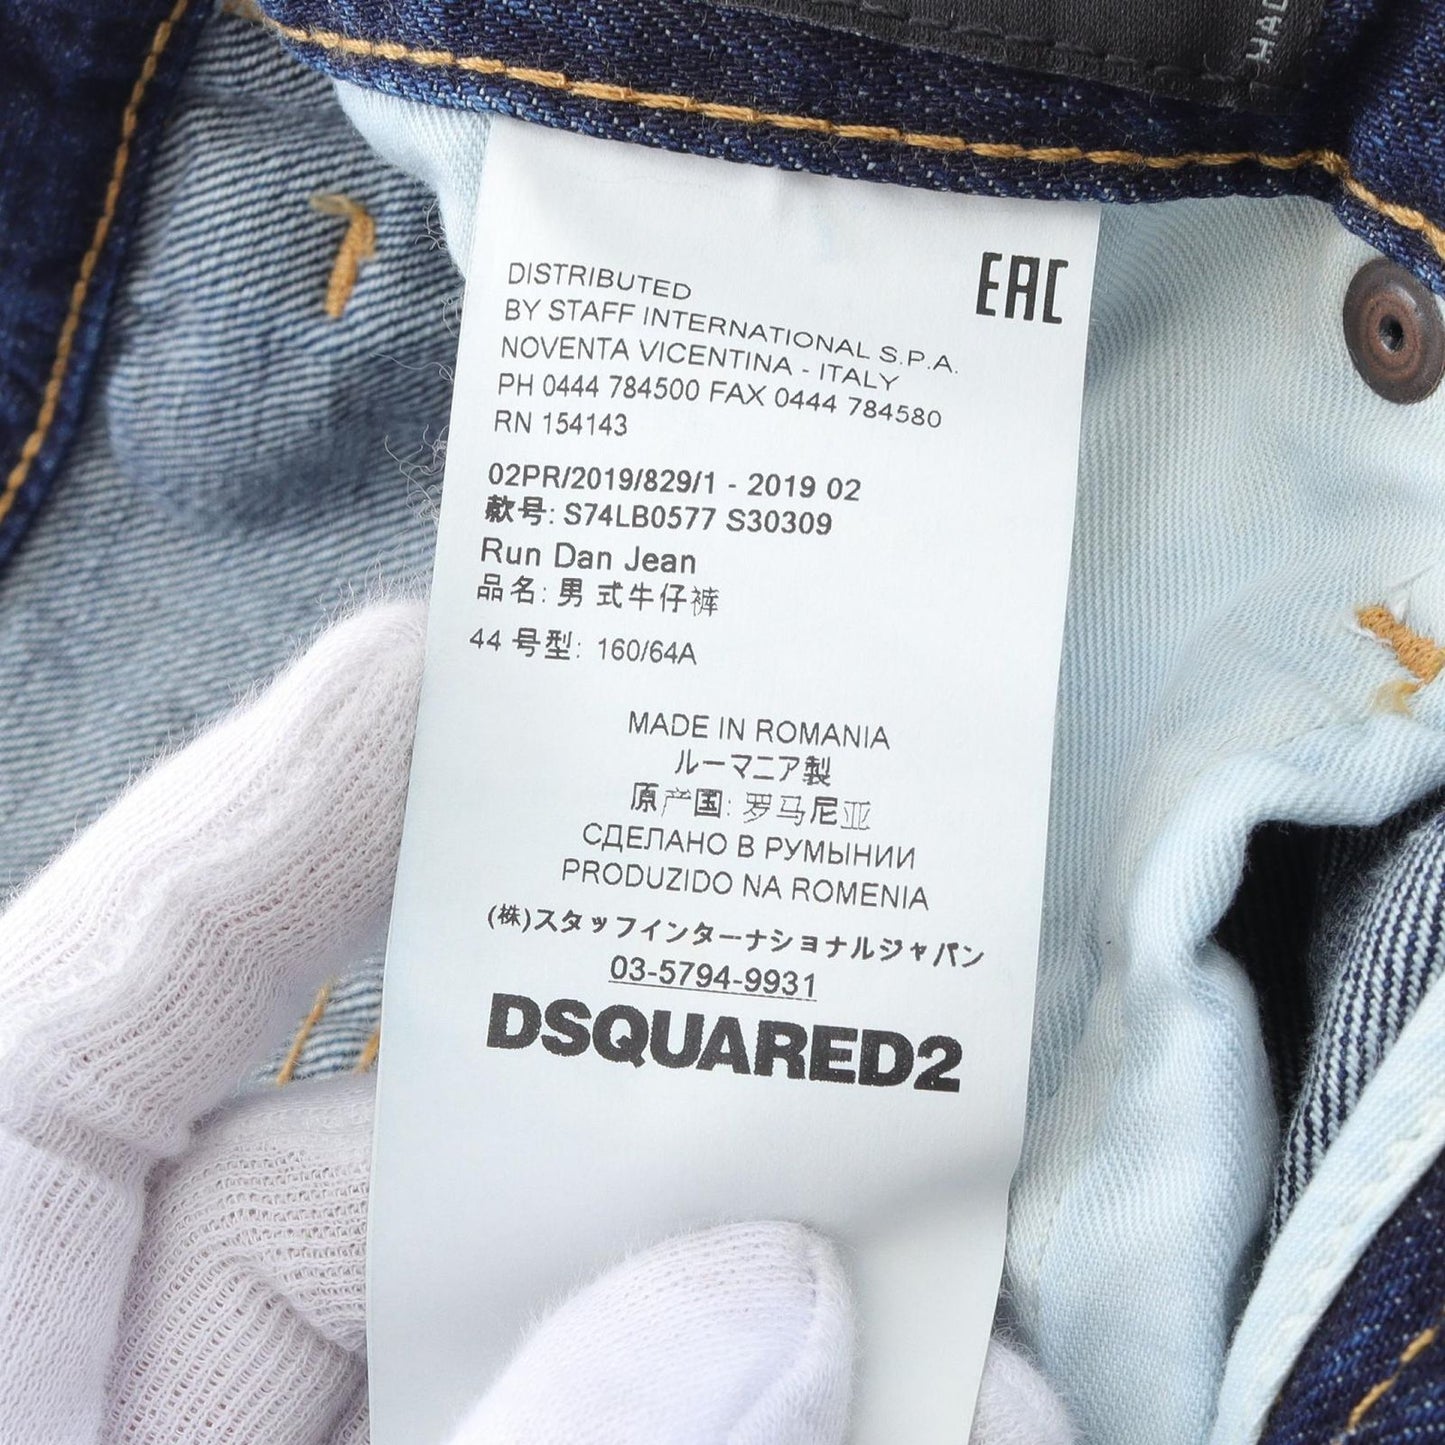 HAD
EAC
DISTRIBUTED
BY STAFF INTERNATIONAL S.P.A.
NOVENTA VICENTINA - ITALY
PH 0444 784500 FAX 0444 784580
RN 154143
02PR/2019/829/1 - 2019 02
款号: S74LB0577 S30309
Run Dan Jean
品名: 男 式牛仔裤
44 号型: 160/64A
MADE IN ROMANIA
ルーマニア製
原产国: 罗马尼亚
СДЕЛАНО В РУМЫНИИ
PRODUZIDO NA ROMENIA
(株)スタッフインターナショナルジャパン
03-5794-9931
DSQUARED2